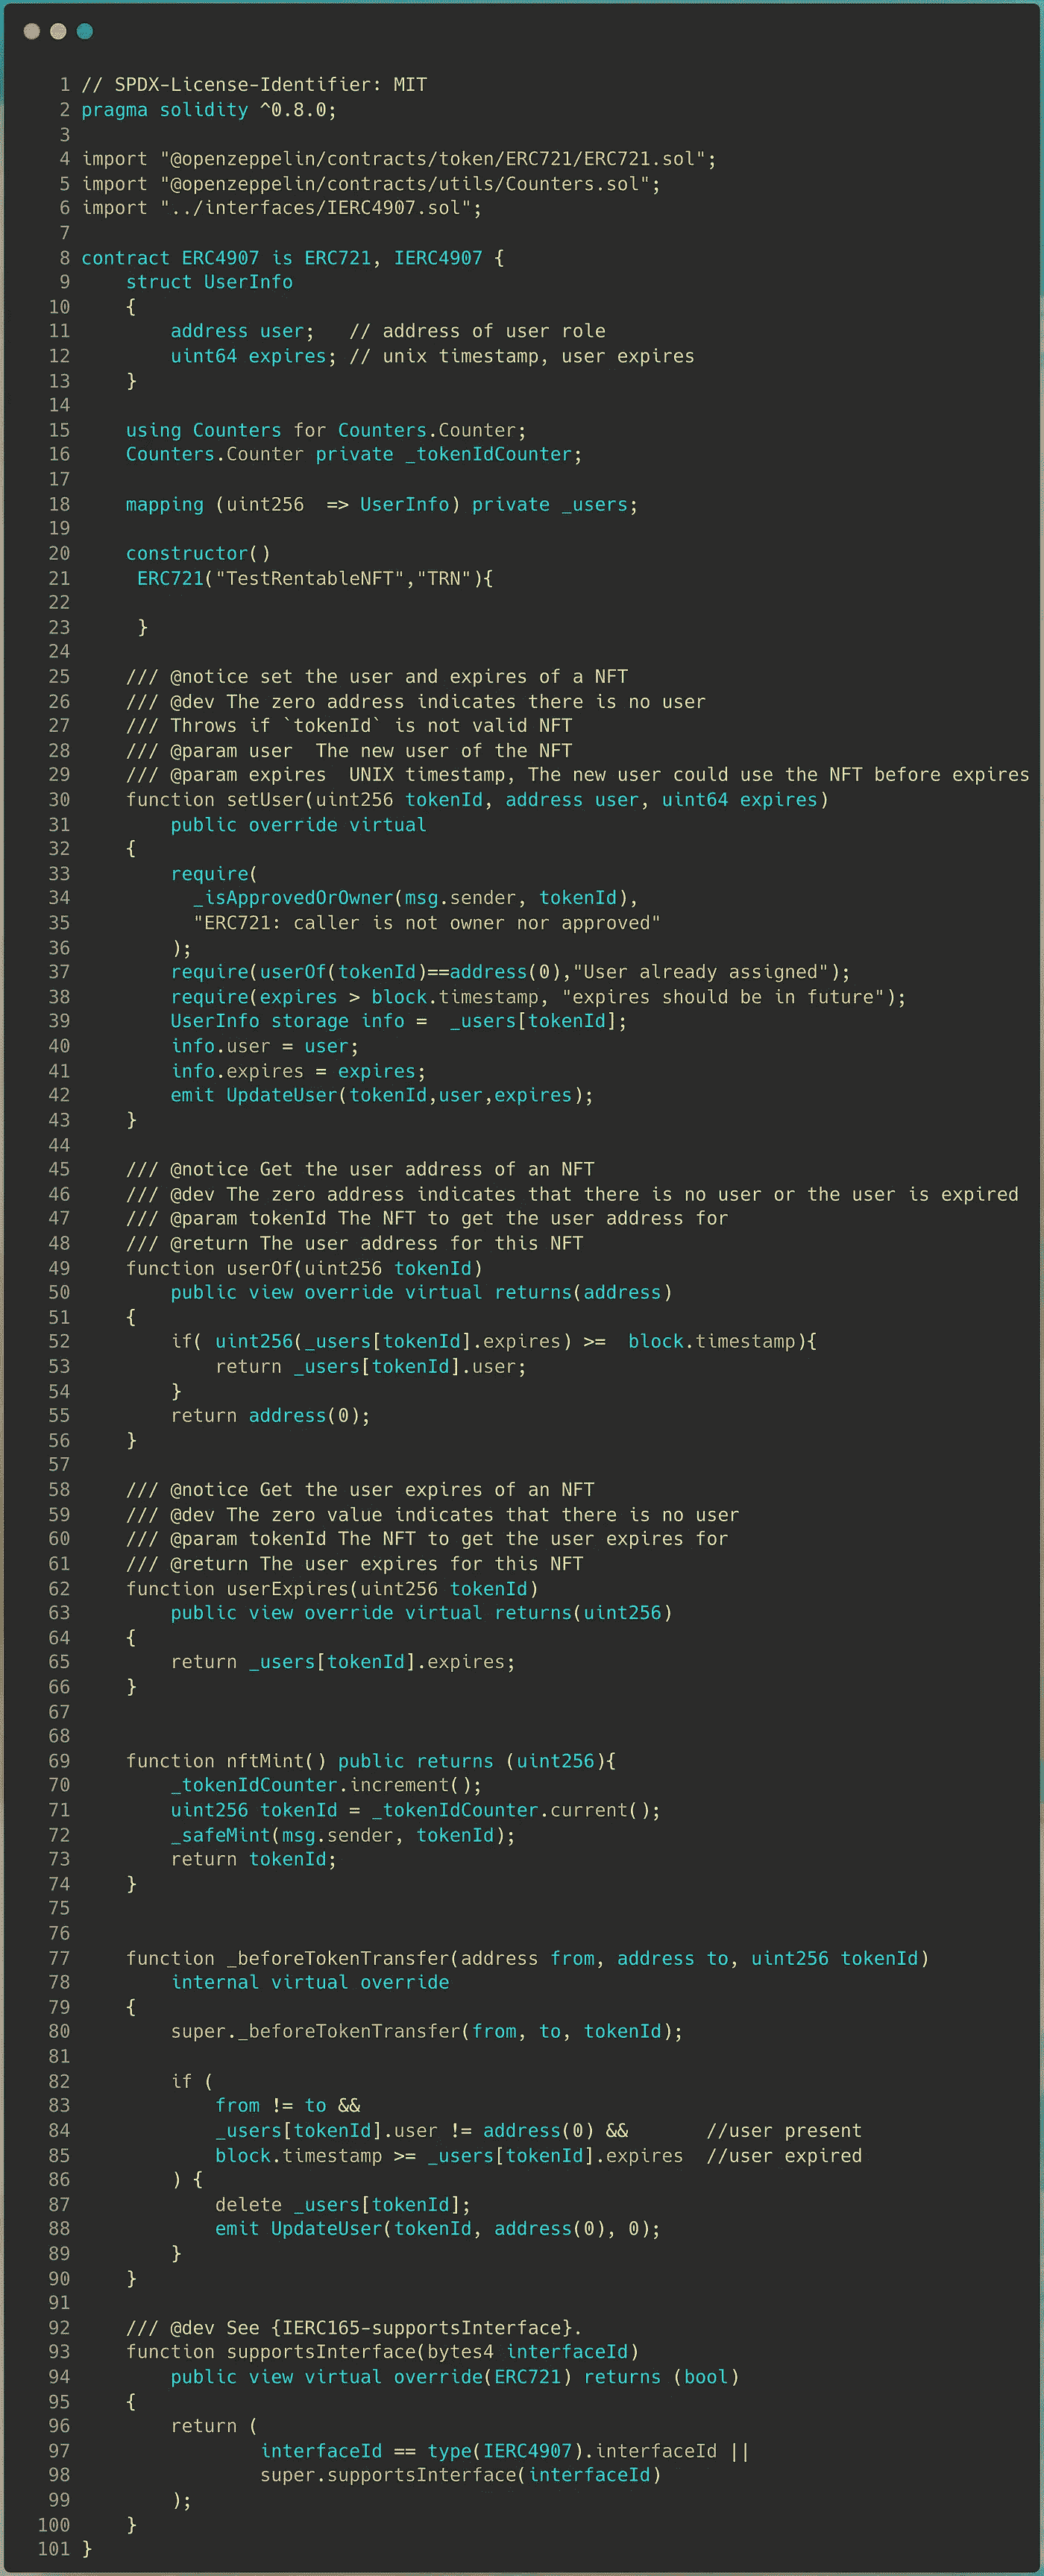 1 // SPDX-License-Identifier: MIT
2 pragma solidity ^0.8.0;
3
4 import "@openzeppelin/contracts/token/ERC721/ERC721.sol";
5 import "@openzeppelin/contracts/utils/Counters.sol";
6 import "../interfaces/IERC4907.sol";
7
8 contract ERC4907 is ERC721, IERC4907 {
9     struct UserInfo
10     {
11         address user;   // address of user role
12         uint64 expires; // unix timestamp, user expires
13     }
14
15     using Counters for Counters.Counter;
16     Counters.Counter private _tokenIdCounter;
17
18     mapping (uint256  => UserInfo) private _users;
19
20     constructor()
21      ERC721("TestRentableNFT","TRN"){
22
23      }
24
25     /// @notice set the user and expires of a NFT
26     /// @dev The zero address indicates there is no user
27     /// Throws if `tokenId` is not valid NFT
28     /// @param user  The new user of the NFT
29     /// @param expires  UNIX timestamp, The new user could use the NFT before expires
30     function setUser(uint256 tokenId, address user, uint64 expires)
31         public override virtual
32     {
33         require(
34           _isApprovedOrOwner(msg.sender, tokenId),
35           "ERC721: caller is not owner nor approved"
36         );
37         require(userOf(tokenId)==address(0),"User already assigned");
38         require(expires > block.timestamp, "expires should be in future");
39         UserInfo storage info =  _users[tokenId];
40         info.user = user;
41         info.expires = expires;
42         emit UpdateUser(tokenId,user,expires);
43     }
44
45     /// @notice Get the user address of an NFT
46     /// @dev The zero address indicates that there is no user or the user is expired
47     /// @param tokenId The NFT to get the user address for
48     /// @return The user address for this NFT
49     function userOf(uint256 tokenId)
50         public view override virtual returns(address)
51     {
52         if( uint256(_users[tokenId].expires) >=  block.timestamp){
53             return _users[tokenId].user;
54         }
55         return address(0);
56     }
57
58     /// @notice Get the user expires of an NFT
59     /// @dev The zero value indicates that there is no user
60     /// @param tokenId The NFT to get the user expires for
61     /// @return The user expires for this NFT
62     function userExpires(uint256 tokenId)
63         public view override virtual returns(uint256)
64     {
65         return _users[tokenId].expires;
66     }
67
68
69     function nftMint() public returns (uint256){
70         _tokenIdCounter.increment();
71         uint256 tokenId = _tokenIdCounter.current();
72         _safeMint(msg.sender, tokenId);
73         return tokenId;
74     }
75
76
77     function _beforeTokenTransfer(address from, address to, uint256 tokenId)
78         internal virtual override
79     {
80         super._beforeTokenTransfer(from, to, tokenId);
81
82         if (
83             from != to &&
84             _users[tokenId].user != address(0) &&       //user present
85             block.timestamp >= _users[tokenId].expires  //user expired
86         ) {
87             delete _users[tokenId];
88             emit UpdateUser(tokenId, address(0), 0);
89         }
90     }
91
92     /// @dev See {IERC165-supportsInterface}.
93     function supportsInterface(bytes4 interfaceId)
94         public view virtual override(ERC721) returns (bool)
95     {
96         return (
97                 interfaceId == type(IERC4907).interfaceId ||
98                 super.supportsInterface(interfaceId)
99         );
100     }
101 }